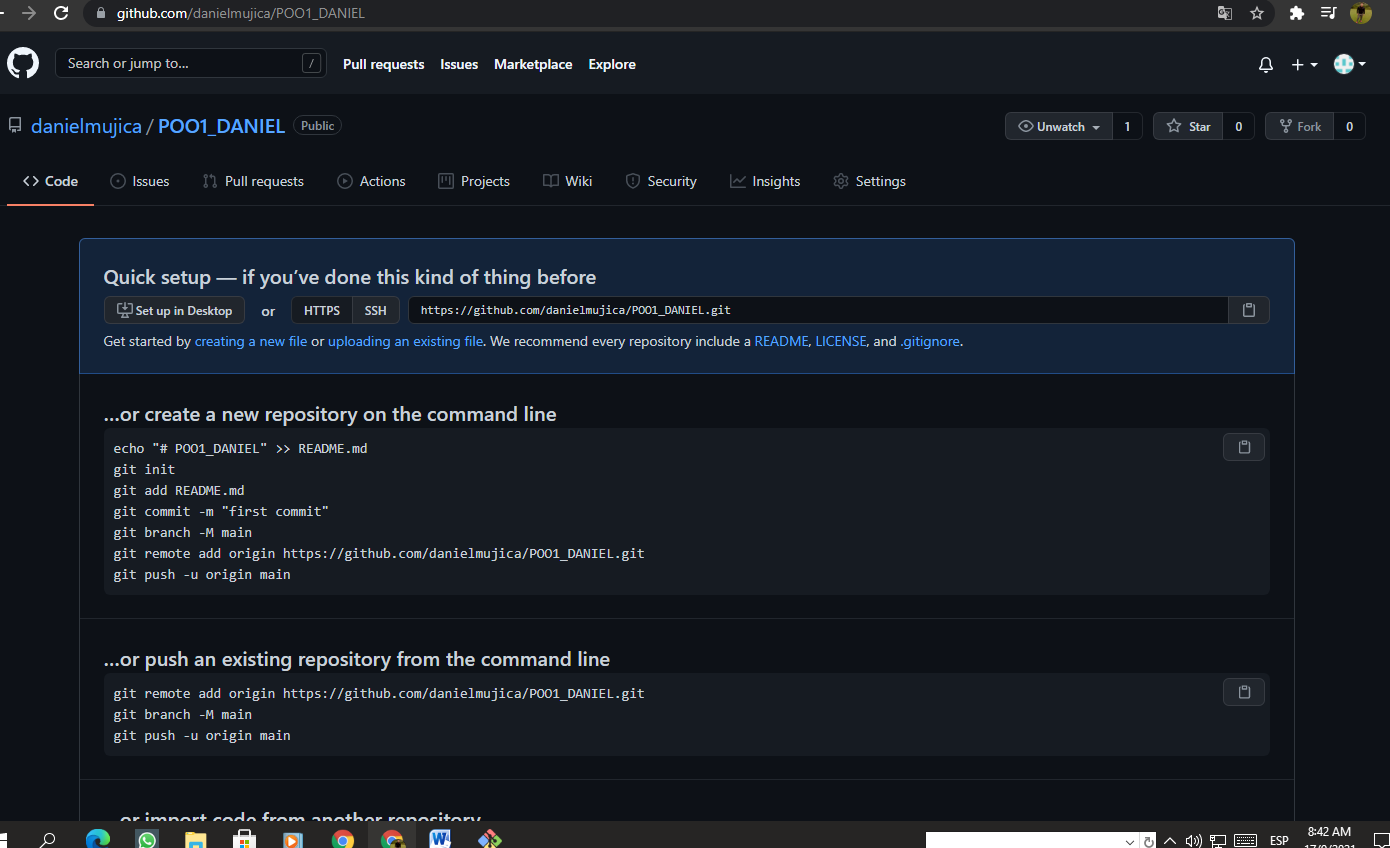 github.com/danielmujica/POO1_DANIEL
Search or jump to... /
Pull requests Issues Marketplace Explore
danielmujica / POO1_DANIEL Public
Unwatch 1 Star 0 Fork 0
Code Issues Pull requests Actions Projects Wiki Security Insights Settings
Quick setup — if you’ve done this kind of thing before
Set up in Desktop or HTTPS SSH https://github.com/danielmujica/POO1_DANIEL.git
Get started by creating a new file or uploading an existing file. We recommend every repository include a README, LICENSE, and .gitignore.
…or create a new repository on the command line
echo "# POO1_DANIEL" >> README.md
git init
git add README.md
git commit -m "first commit"
git branch -M main
git remote add origin https://github.com/danielmujica/POO1_DANIEL.git
git push -u origin main
…or push an existing repository from the command line
git remote add origin https://github.com/danielmujica/POO1_DANIEL.git
git branch -M main
git push -u origin main
…or import code from another repository
ESP
8:42 AM